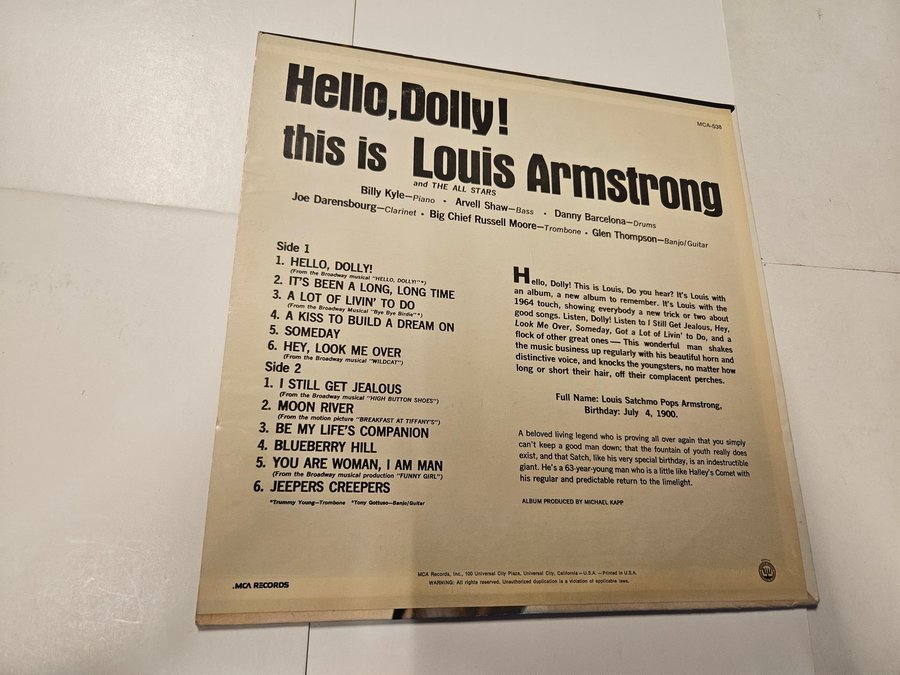 Hello, Dolly!
MCA-538
this is Louis Armstrong
and THE ALL STARS
Billy Kyle—Piano • Arvell Shaw—Bass • Danny Barcelona—Drums
Joe Darensbourg—Clarinet • Big Chief Russell Moore—Trombone • Glen Thompson—Banjo/Guitar
Side 1
1. HELLO, DOLLY!
(From the Broadway musical "HELLO, DOLLY!"*)
2. IT'S BEEN A LONG, LONG TIME
3. A LOT OF LIVIN' TO DO
(From the Broadway Musical "Bye Bye Birdie"*)
4. A KISS TO BUILD A DREAM ON
5. SOMEDAY
6. HEY, LOOK ME OVER
(From the Broadway musical "WILDCAT")
Side 2
1. I STILL GET JEALOUS
(From the Broadway musical "HIGH BUTTON SHOES")
2. MOON RIVER
(From the motion picture "BREAKFAST AT TIFFANY'S")
3. BE MY LIFE'S COMPANION
4. BLUEBERRY HILL
5. YOU ARE WOMAN, I AM MAN
(From the Broadway musical production "FUNNY GIRL")
6. JEEPERS CREEPERS
*Trummy Young—Trombone *Tony Gottuso—Banjo/Guitar
Hello, Dolly! This is Louis, Do you hear? It's Louis with
an album, a new album to remember. It's Louis with the
1964 touch, showing everybody a new trick or two about
good songs. Listen, Dolly! Listen to I Still Get Jealous, Hey,
Look Me Over, Someday, Got a Lot of Livin' to Do, and a
flock of other great ones — This wonderful man shakes
the music business up regularly with his beautiful horn and
distinctive voice, and knocks the youngsters, no matter how
long or short their hair, off their complacent perches.
Full Name: Louis Satchmo Pops Armstrong,
Birthday: July 4, 1900.
A beloved living legend who is proving all over again that you simply
can't keep a good man down; that the fountain of youth really does
exist, and that Satch, like his very special birthday, is an indestructible
giant. He's a 63-year-young man who is a little like Halley's Comet with
his regular and predictable return to the limelight.
ALBUM PRODUCED BY MICHAEL KAPP
.MCA RECORDS
MCA Records, Inc., 100 Universal City Plaza, Universal City, California — U.S.A. — Printed in U.S.A.
WARNING: All rights reserved. Unauthorized duplication is a violation of applicable laws.